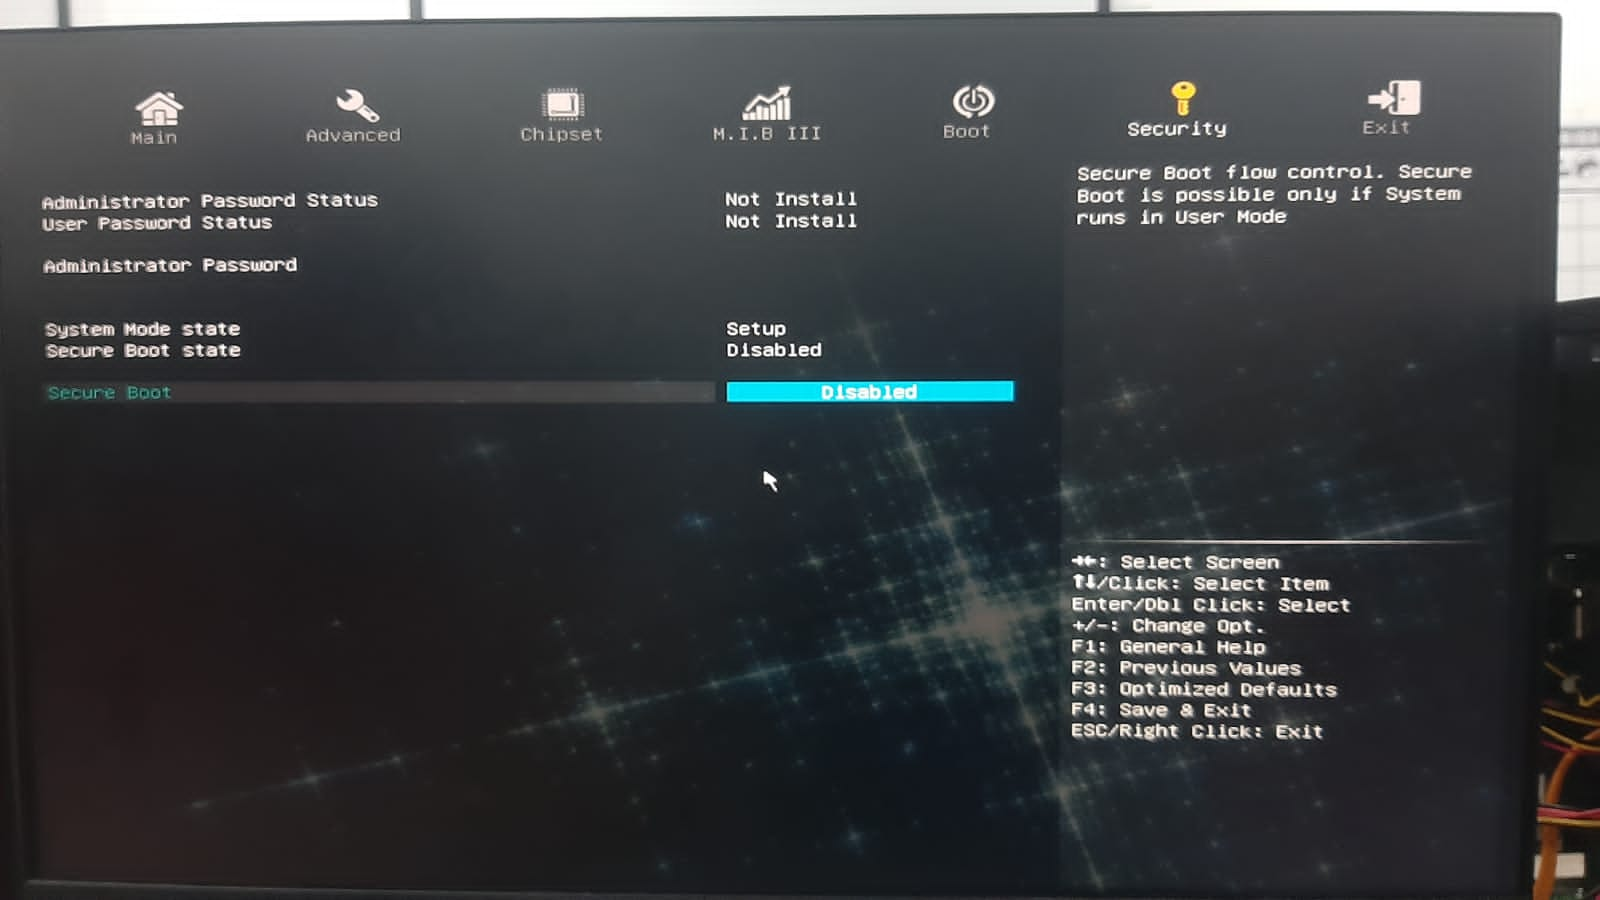 Main
Advanced
Chipset
M.I.B III
Boot
Security
Exit
Administrator Password Status Not Install
User Password Status Not Install
Administrator Password
System Mode state Setup
Secure Boot state Disabled
Secure Boot Disabled
Secure Boot flow control. Secure
Boot is possible only if System
runs in User Mode
→←: Select Screen
↑↓/Click: Select Item
Enter/Dbl Click: Select
+/-: Change Opt.
F1: General Help
F2: Previous Values
F3: Optimized Defaults
F4: Save & Exit
ESC/Right Click: Exit